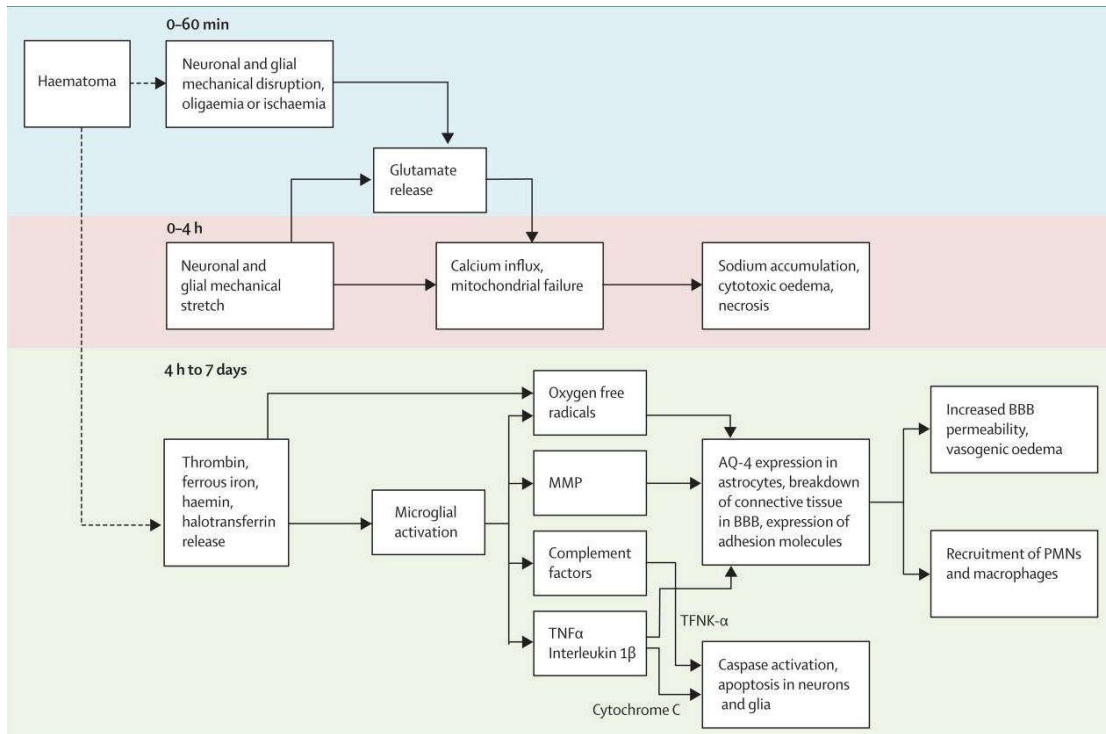 0–60 min
Haematoma
Neuronal and glial
mechanical disruption,
oligaemia or ischaemia
Glutamate
release
0–4 h
Neuronal and
glial mechanical
stretch
Calcium influx,
mitochondrial failure
Sodium accumulation,
cytotoxic oedema,
necrosis
4 h to 7 days
Thrombin,
ferrous iron,
haemin,
halotransferrin
release
Microglial
activation
Oxygen free
radicals
MMP
Complement
factors
TNFα
Interleukin 1β
AQ-4 expression in
astrocytes, breakdown
of connective tissue
in BBB, expression of
adhesion molecules
TFNK-α
Cytochrome C
Caspase activation,
apoptosis in neurons
and glia
Increased BBB
permeability,
vasogenic oedema
Recruitment of PMNs
and macrophages